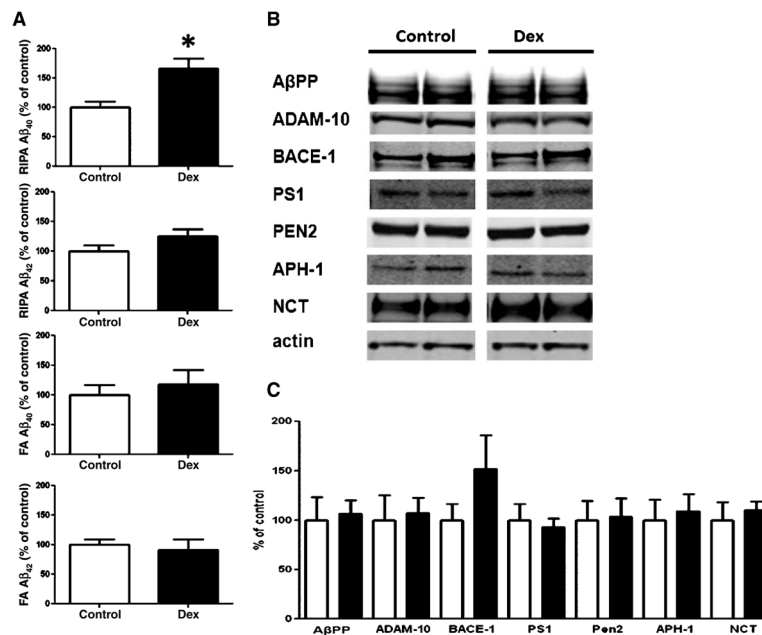 A
*
RIPA Aβ40 (% of control)
200
150
100
50
0
Control Dex
RIPA Aβ42 (% of control)
200
150
100
50
0
Control Dex
FA Aβ40 (% of control)
200
150
100
50
0
Control Dex
FA Aβ42 (% of control)
200
150
100
50
0
Control Dex
B
Control Dex
AβPP
ADAM-10
BACE-1
PS1
PEN2
APH-1
NCT
actin
C
% of control
200
150
100
50
0
AβPP ADAM-10 BACE-1 PS1 Pen2 APH-1 NCT